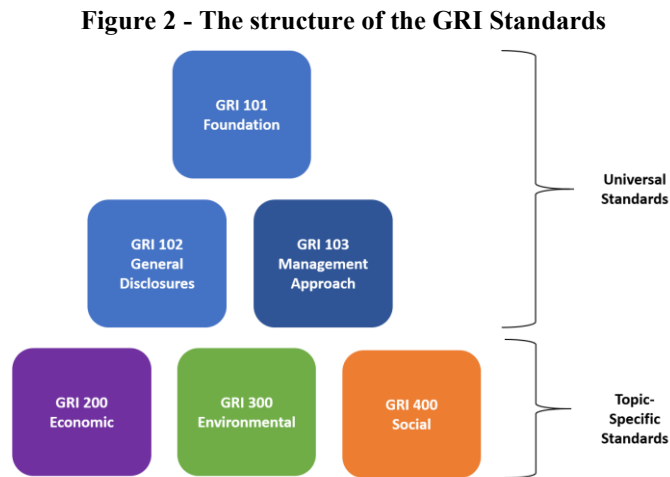 Figure 2 - The structure of the GRI Standards
GRI 101
Foundation
Universal
Standards
GRI 102
General
Disclosures
GRI 103
Management
Approach
GRI 200
Economic
GRI 300
Environmental
GRI 400
Social
Topic-
Specific
Standards